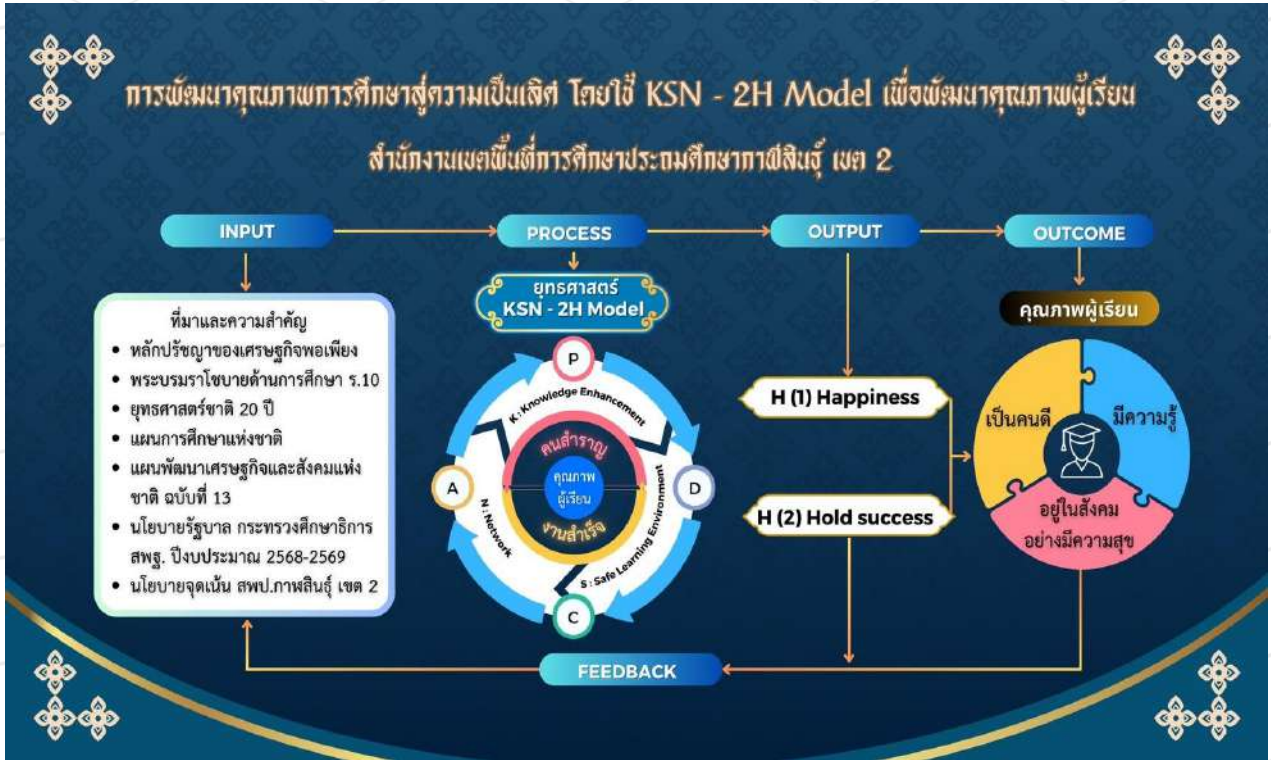 การพัฒนาคุณภาพการศึกษาสู่ความเป็นเลิศ โดยใช้ KSN - 2H Model เพื่อพัฒนาคุณภาพผู้เรียน
สำนักงานเขตพื้นที่การศึกษาประถมศึกษากาฬสินธุ์ เขต 2
INPUT
PROCESS
OUTPUT
OUTCOME
ที่มาและความสำคัญ
• หลักปรัชญาของเศรษฐกิจพอเพียง
• พระบรมราโชบายด้านการศึกษา ร.10
• ยุทธศาสตร์ชาติ 20 ปี
• แผนการศึกษาแห่งชาติ
• แผนพัฒนาเศรษฐกิจและสังคมแห่ง
ชาติ ฉบับที่ 13
• นโยบายรัฐบาล กระทรวงศึกษาธิการ
สพฐ. ปีงบประมาณ 2568-2569
• นโยบายจุดเน้น สพป.กาฬสินธุ์ เขต 2
ยุทธศาสตร์
KSN - 2H Model
P
K : Knowledge Enhancement
D
S : Safe Learning Environment
C
N : Network
A
คนสำราญ
คุณภาพ
ผู้เรียน
งานสำเร็จ
H (1) Happiness
H (2) Hold success
คุณภาพผู้เรียน
เป็นคนดี
มีความรู้
อยู่ในสังคม
อย่างมีความสุข
FEEDBACK